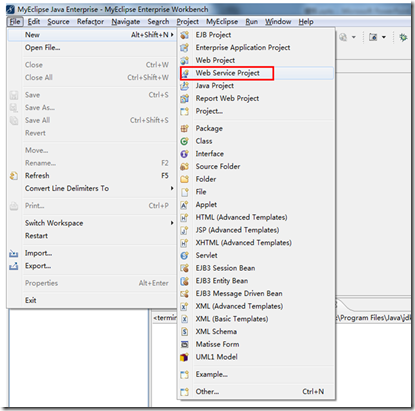 MyEclipse Java Enterprise - MyEclipse Enterprise Workbench
File Edit Source Refactor Navigate Search Project MyEclipse Run Window Help
New Alt+Shift+N
Open File...
Close Ctrl+W
Close All Ctrl+Shift+W
Save Ctrl+S
Save As...
Save All Ctrl+Shift+S
Revert
Move...
Rename... F2
Refresh F5
Convert Line Delimiters To
Print... Ctrl+P
Switch Workspace
Restart
Import...
Export...
Properties Alt+Enter
Exit
EJB Project
Enterprise Application Project
Web Project
Web Service Project
Java Project
Report Web Project
Project...
Package
Class
Interface
Source Folder
Folder
File
Applet
HTML (Advanced Templates)
JSP (Advanced Templates)
XHTML (Advanced Templates)
Servlet
EJB3 Session Bean
EJB3 Entity Bean
EJB3 Message Driven Bean
XML (Advanced Templates)
XML (Basic Templates)
XML Schema
Matisse Form
UML1 Model
Example...
Other... Ctrl+N
<termin
\Program Files\Java\jdk